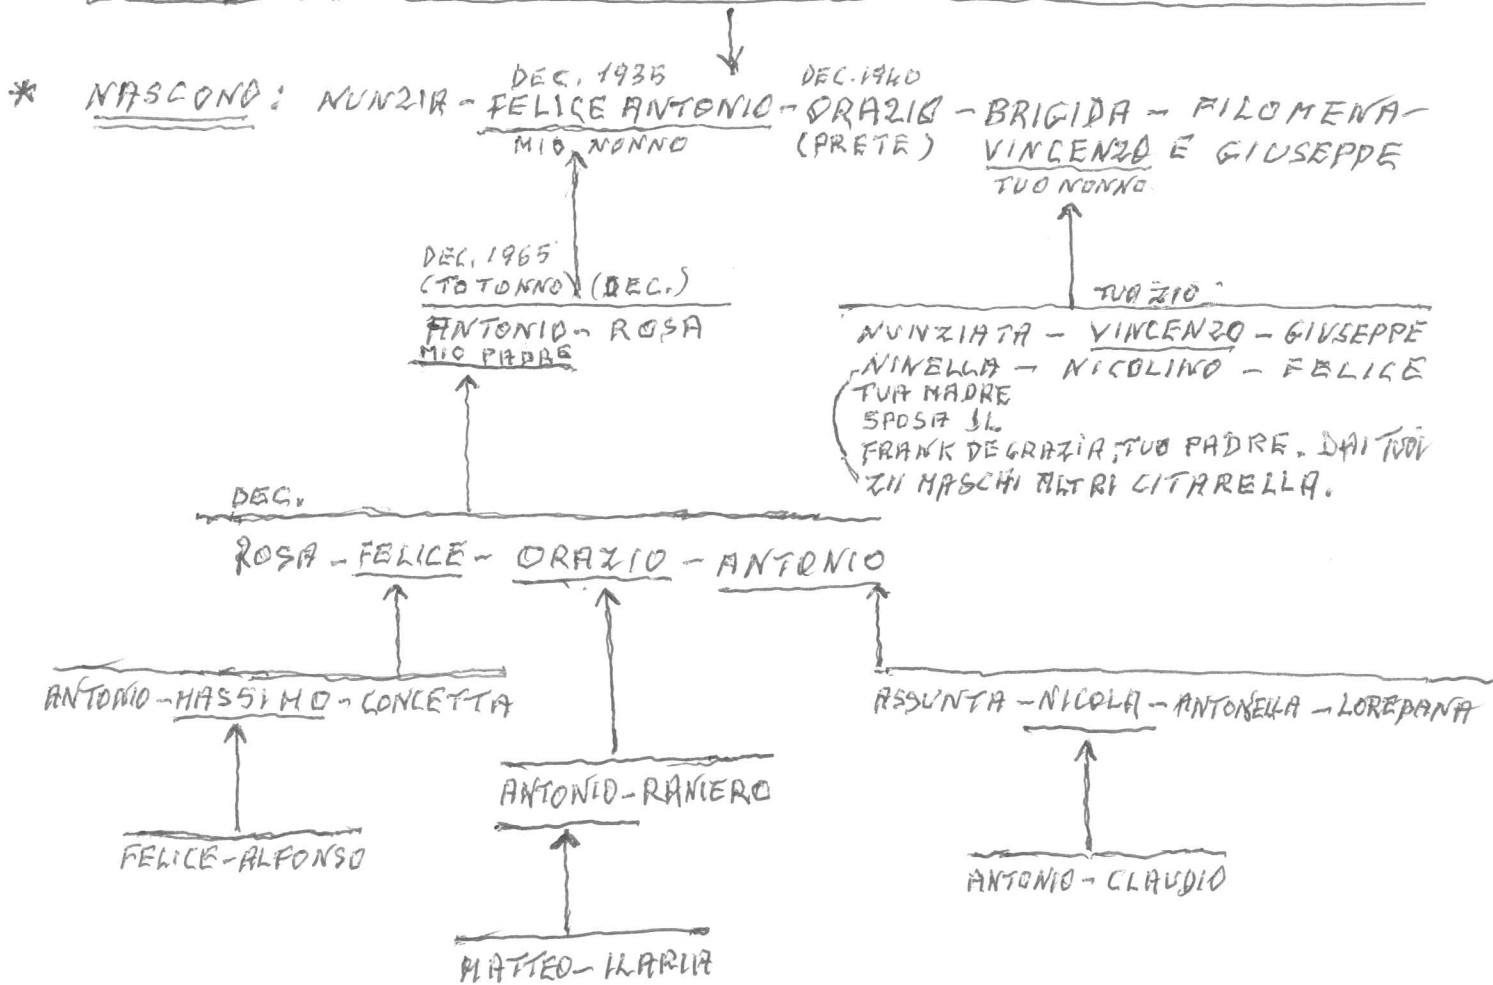 DEC. 1935 DEC. 1940
* NASCONO: NUNZIA - FELICE ANTONIO - ORAZIO - BRIGIDA - FILOMENA -
MIO NONNO (PRETE) VINCENZO E GIUSEPPE
TUO NONNO
DEC. 1965
(TOTONNO) (DEC.)
ANTONIO - ROSA
MIO PADRE
TUO ZIO
NUNZIATA - VINCENZO - GIUSEPPE
NINELLA - NICOLINO - FELICE
TUA MADRE
SPOSA IL
FRANK DEGRAZIA, TUO PADRE. DAI TUOI
ZII MASCHI ALTRI CITARELLA.
DEC.
ROSA - FELICE - ORAZIO - ANTONIO
ANTONIO - MASSIMO - CONCETTA
ASSUNTA - NICOLA - ANTONELLA - LOREDANA
ANTONIO - RANIERO
FELICE - ALFONSO
ANTONIO - CLAUDIO
MATTEO - ILARIA